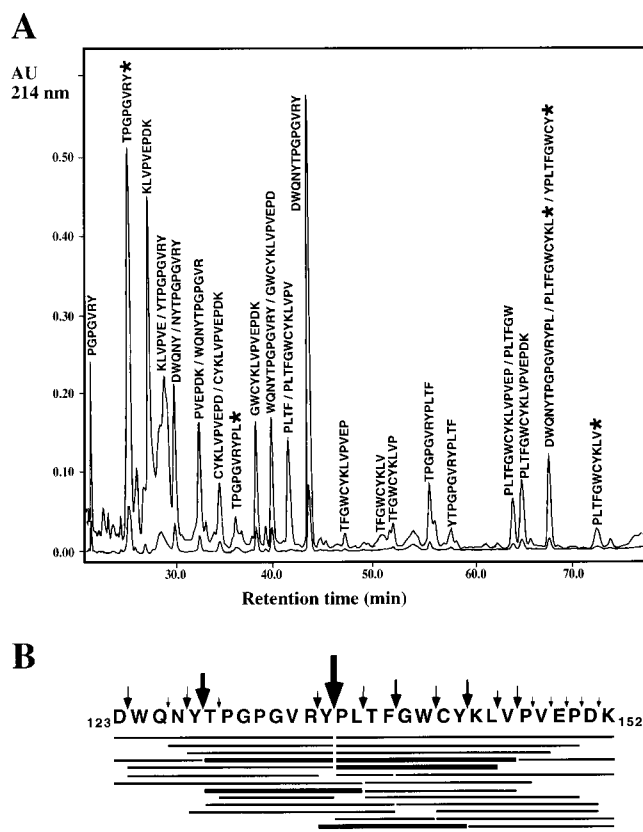 A
AU
214 nm
0.50
0.40
0.30
0.20
0.10
0.00
PGPGVRY
TPGPGVRY*
KLVPVEPDK
KLVPVE / YTPGPGVRY
DWQNY / NYTPGPGVRY
PVEPDK / WQNYTPGPGVR
CYKLVPVEPD / CYKLVPVEPDK
TPGPGVRYPL*
GWCYKLVPVEPDK
WQNYTPGPGVRY / GWCYKLVPVEPD
PLTF / PLTFGWCYKLVPV
DWQNYTPGPGVRY
TFGWCYKLVPVEP
TFGWCYKLV
TFGWCYKLVP
TPGPGVRYPLTF
YTPGPGVRYPLTF
PLTFGWCYKLVPVEP / PLTFGW
PLTFGWCYKLVPVEPDK
DWQNYTPGPGVRYPL / PLTFGWCYKL* / YPLTFGWCY*
PLTFGWCYKLV*
30.0 40.0 50.0 60.0 70.0
Retention time (min)
B
123 DWQNYTPGPGVRYPLTFGWCYKLVPVEPDK 152